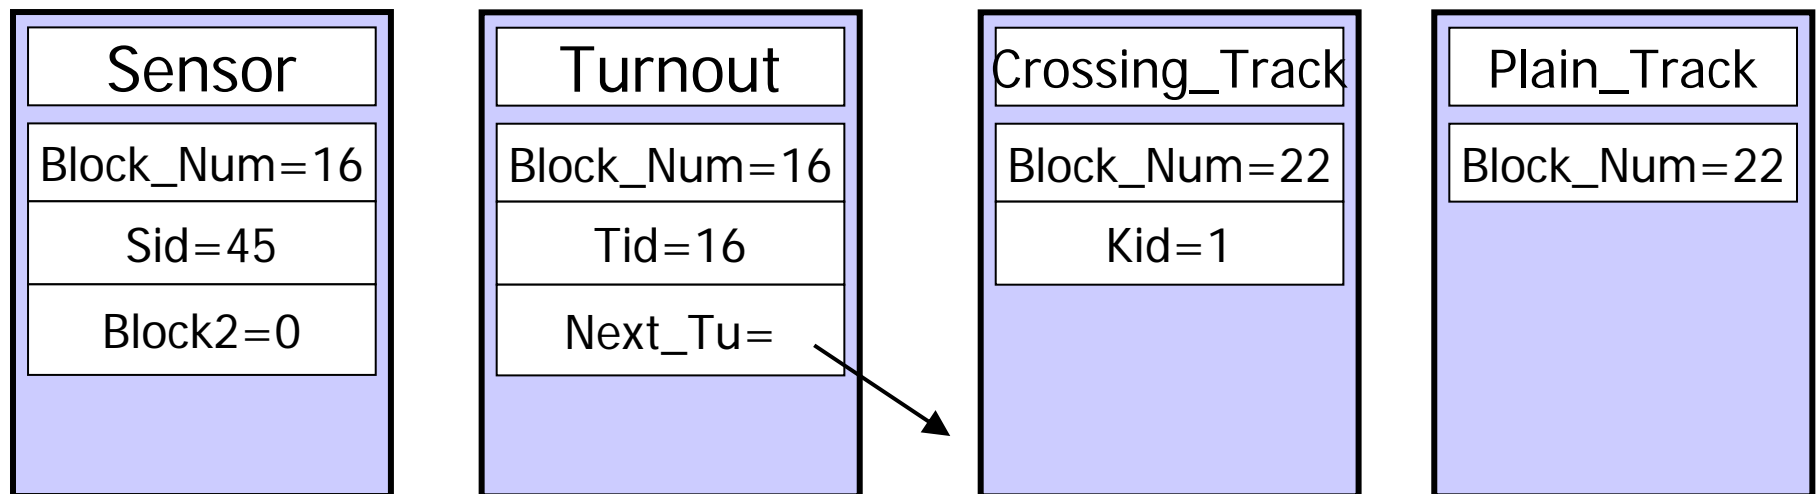 Sensor
Block_Num=16
Sid=45
Block2=0
Turnout
Block_Num=16
Tid=16
Next_Tu=
Crossing_Track
Block_Num=22
Kid=1
Plain_Track
Block_Num=22